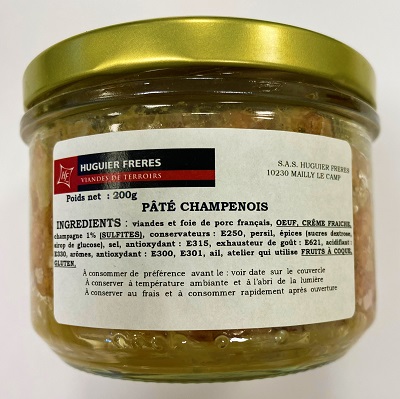 HF
HUGUIER FRERES
VIANDES DE TERROIRS
S.A.S. HUGUIER FRERES
10230 MAILLY LE CAMP
Poids net : 200g
PÂTÉ CHAMPENOIS
INGREDIENTS : viandes et foie de porc français, OEUF, CRÊME FRAICHE,
champagne 1% (SULFITES), conservateurs : E250, persil, épices (sucres dextrose,
sirop de glucose), sel, antioxydant : E315, exhausteur de goût : E621, acidifiant :
E330, arômes, antioxydant : E300, E301, ail, atelier qui utilise FRUITS À COQUE,
GLUTEN.
À consommer de préférence avant le : voir date sur le couvercle
À conserver à température ambiante et à l'abri de la lumière
À conserver au frais et à consommer rapidement après ouverture